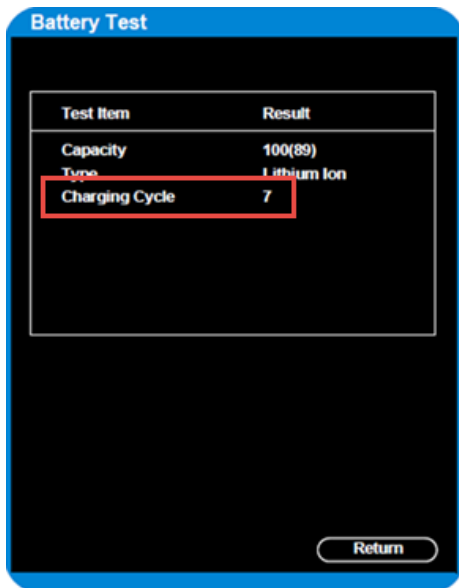 Battery Test
Test Item Result
Capacity 100(89)
Type Lithium Ion
Charging Cycle 7
Return